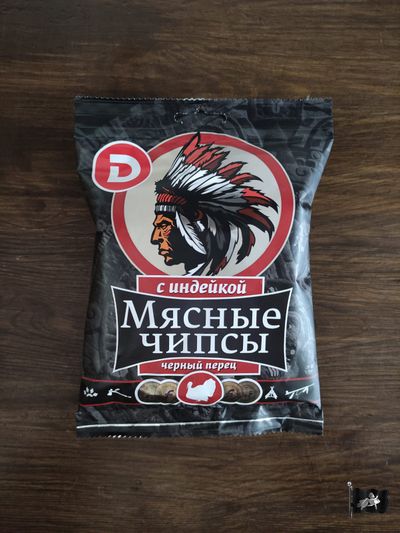 D
с индейкой
Мясные
чипсы
черный перец